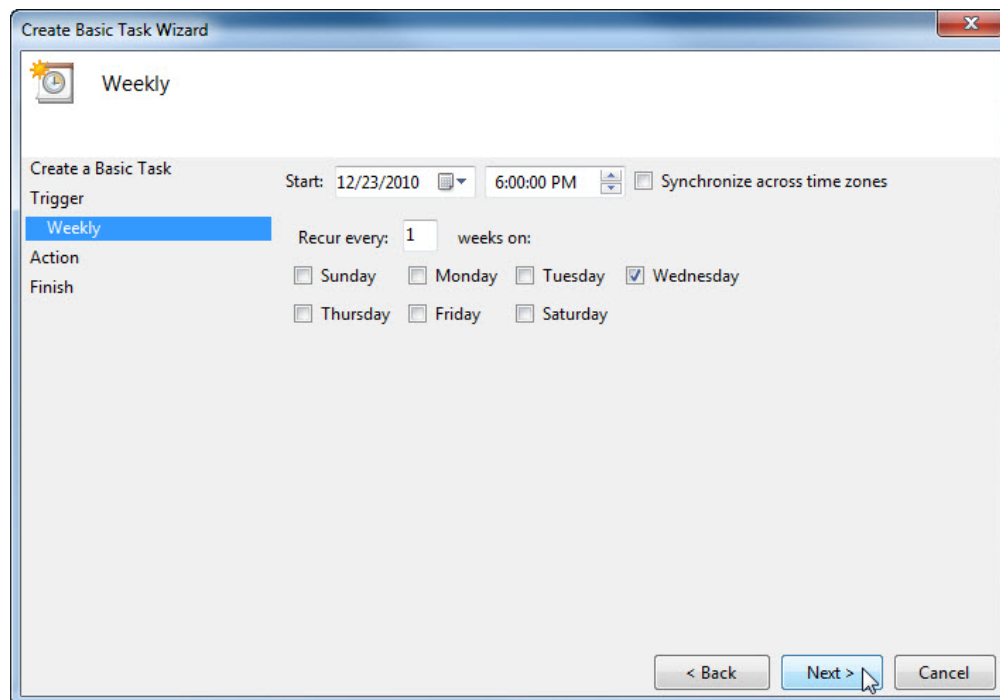 Create Basic Task Wizard
Weekly
Create a Basic Task
Trigger
Weekly
Action
Finish
Start: 12/23/2010 6:00:00 PM Synchronize across time zones
Recur every: 1 weeks on:
Sunday Monday Tuesday Wednesday
Thursday Friday Saturday
< Back Next > Cancel